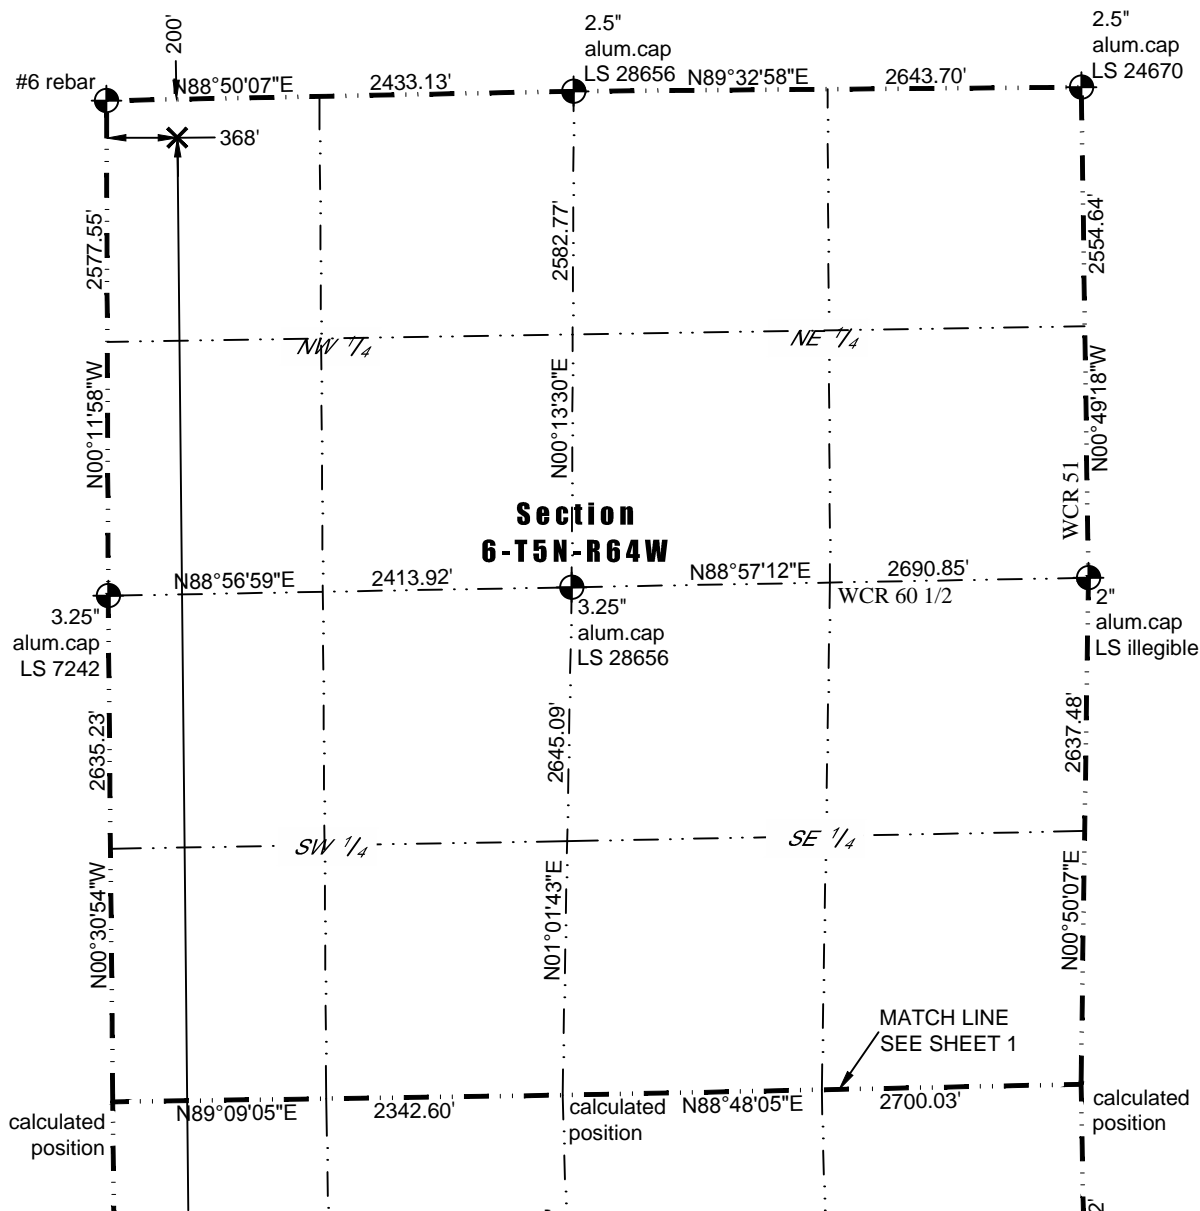 200'
2.5"
alum.cap
LS 28656
2.5"
alum.cap
LS 24670
#6 rebar
N88°50'07"E
2433.13'
N89°32'58"E
2643.70'
368'
2577.55'
2582.77'
2554.64'
NW 1/4
NE 1/4
N00°11'58"W
N00°13'30"E
N00°49'18"W
WCR 51
Section
6-T5N-R64W
N88°56'59"E
2413.92'
N88°57'12"E
2690.85'
WCR 60 1/2
3.25"
alum.cap
LS 7242
3.25"
alum.cap
LS 28656
2"
alum.cap
LS illegible
2635.23'
2645.09'
2637.48'
SW 1/4
SE 1/4
N00°30'54"W
N01°01'43"E
N00°50'07"E
MATCH LINE
SEE SHEET 1
N89°09'05"E
2342.60'
N88°48'05"E
2700.03'
calculated
position
calculated
position
calculated
position